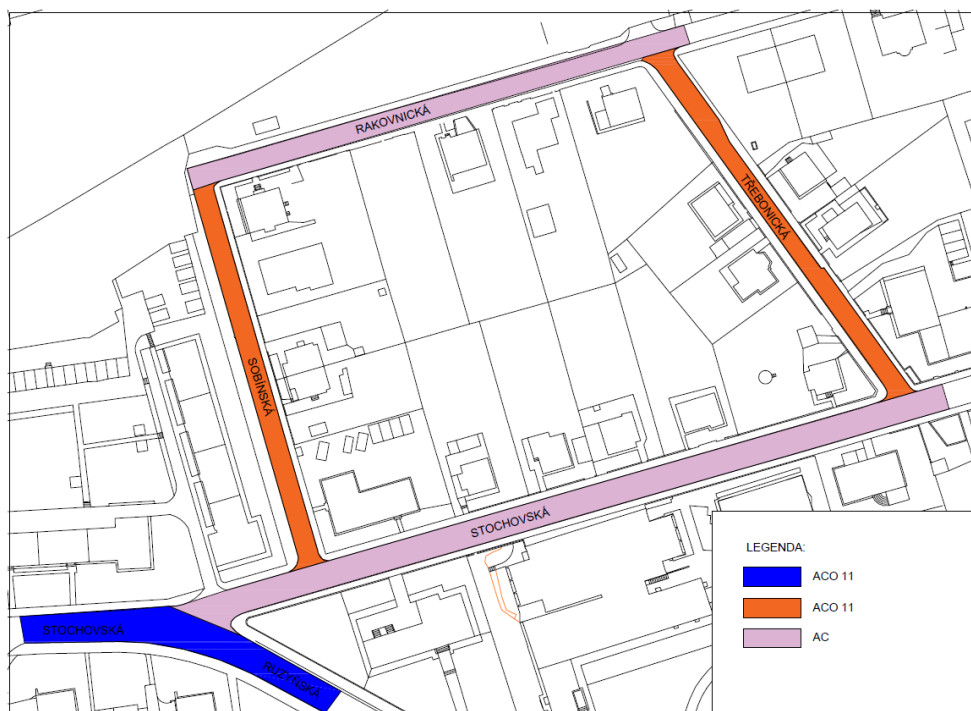 RAKOVNICKÁ
TŘEBONICKÁ
SOBÍNSKÁ
STOCHOVSKÁ
STOCHOVSKÁ
RUZYŇSKÁ
LEGENDA:
ACO 11
ACO 11
AC